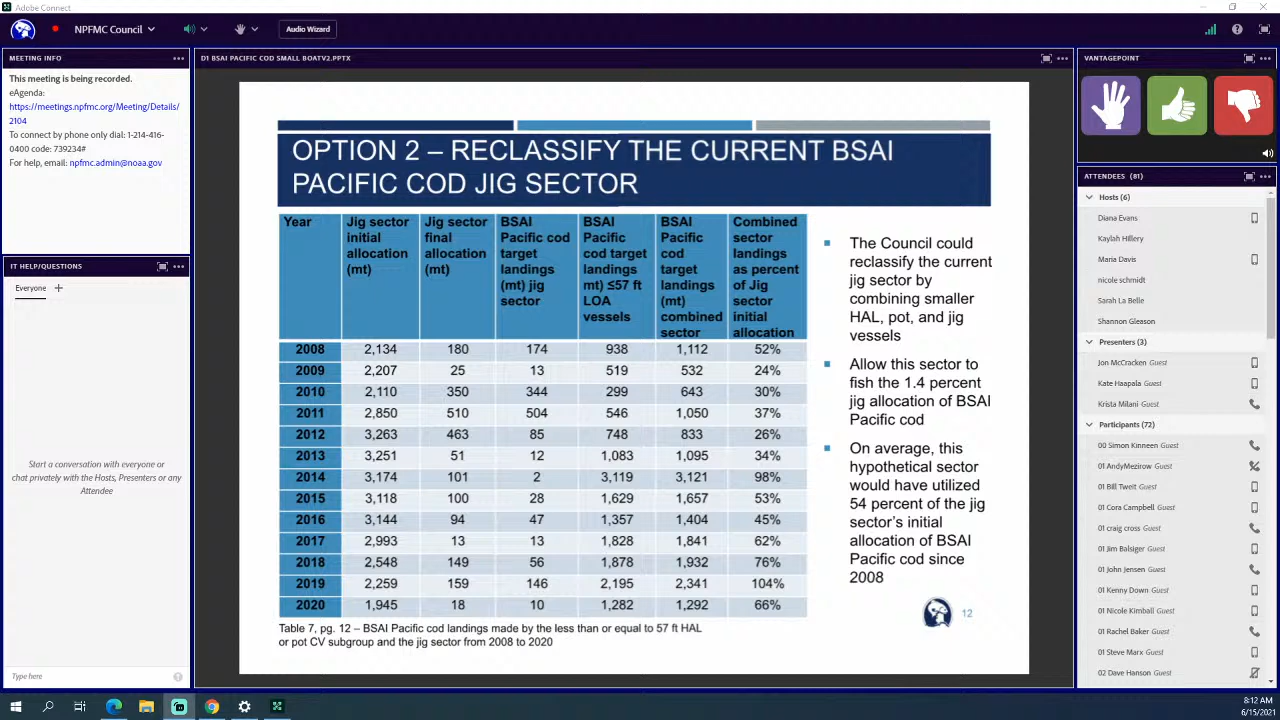 Adobe Connect
NPFMC Council
Audio Wizard
MEETING INFO
This meeting is being recorded.
eAgenda:
https://meetings.npfmc.org/Meeting/Details/
2104
To connect by phone only dial: 1-214-416-
0400 code: 739234#
For help, email: npfmc.admin@noaa.gov
IT HELP/QUESTIONS
Everyone
Start a conversation with everyone or
chat privately with the Hosts, Presenters or any
Attendee
Type here
D1 BSAI PACIFIC COD SMALL BOATV2.PPTX
OPTION 2 – RECLASSIFY THE CURRENT BSAI
PACIFIC COD JIG SECTOR
Year
Jig sector
initial
allocation
(mt)
Jig sector
final
allocation
(mt)
BSAI
Pacific cod
target
landings
(mt) jig
sector
BSAI
Pacific
cod target
landings
mt) ≤57 ft
LOA
vessels
BSAI
Pacific
cod
target
landings
(mt)
combined
sector
Combined
sector
landings
as percent
of Jig
sector
initial
allocation
2008 2,134 180 174 938 1,112 52%
2009 2,207 25 13 519 532 24%
2010 2,110 350 344 299 643 30%
2011 2,850 510 504 546 1,050 37%
2012 3,263 463 85 748 833 26%
2013 3,251 51 12 1,083 1,095 34%
2014 3,174 101 2 3,119 3,121 98%
2015 3,118 100 28 1,629 1,657 53%
2016 3,144 94 47 1,357 1,404 45%
2017 2,993 13 13 1,828 1,841 62%
2018 2,548 149 56 1,878 1,932 76%
2019 2,259 159 146 2,195 2,341 104%
2020 1,945 18 10 1,282 1,292 66%
Table 7, pg. 12 – BSAI Pacific cod landings made by the less than or equal to 57 ft HAL
or pot CV subgroup and the jig sector from 2008 to 2020
The Council could
reclassify the current
jig sector by
combining smaller
HAL, pot, and jig
vessels
Allow this sector to
fish the 1.4 percent
jig allocation of BSAI
Pacific cod
On average, this
hypothetical sector
would have utilized
54 percent of the jig
sector's initial
allocation of BSAI
Pacific cod since
2008
12
VANTAGEPOINT
ATTENDEES (81)
Hosts (6)
Diana Evans
Kaylah Hillery
Maria Davis
nicole schmidt
Sarah La Belle
Shannon Gleason
Presenters (3)
Jon McCracken Guest
Kate Haapala Guest
Krista Milani Guest
Participants (72)
00 Simon Kinneen Guest
01 AndyMezirow Guest
01 Bill Tweit Guest
01 Cora Campbell Guest
01 craig cross Guest
01 Jim Balsiger Guest
01 John Jensen Guest
01 Kenny Down Guest
01 Nicole Kimball Guest
01 Rachel Baker Guest
01 Steve Marx Guest
02 Dave Hanson Guest
8:12 AM
6/15/2021